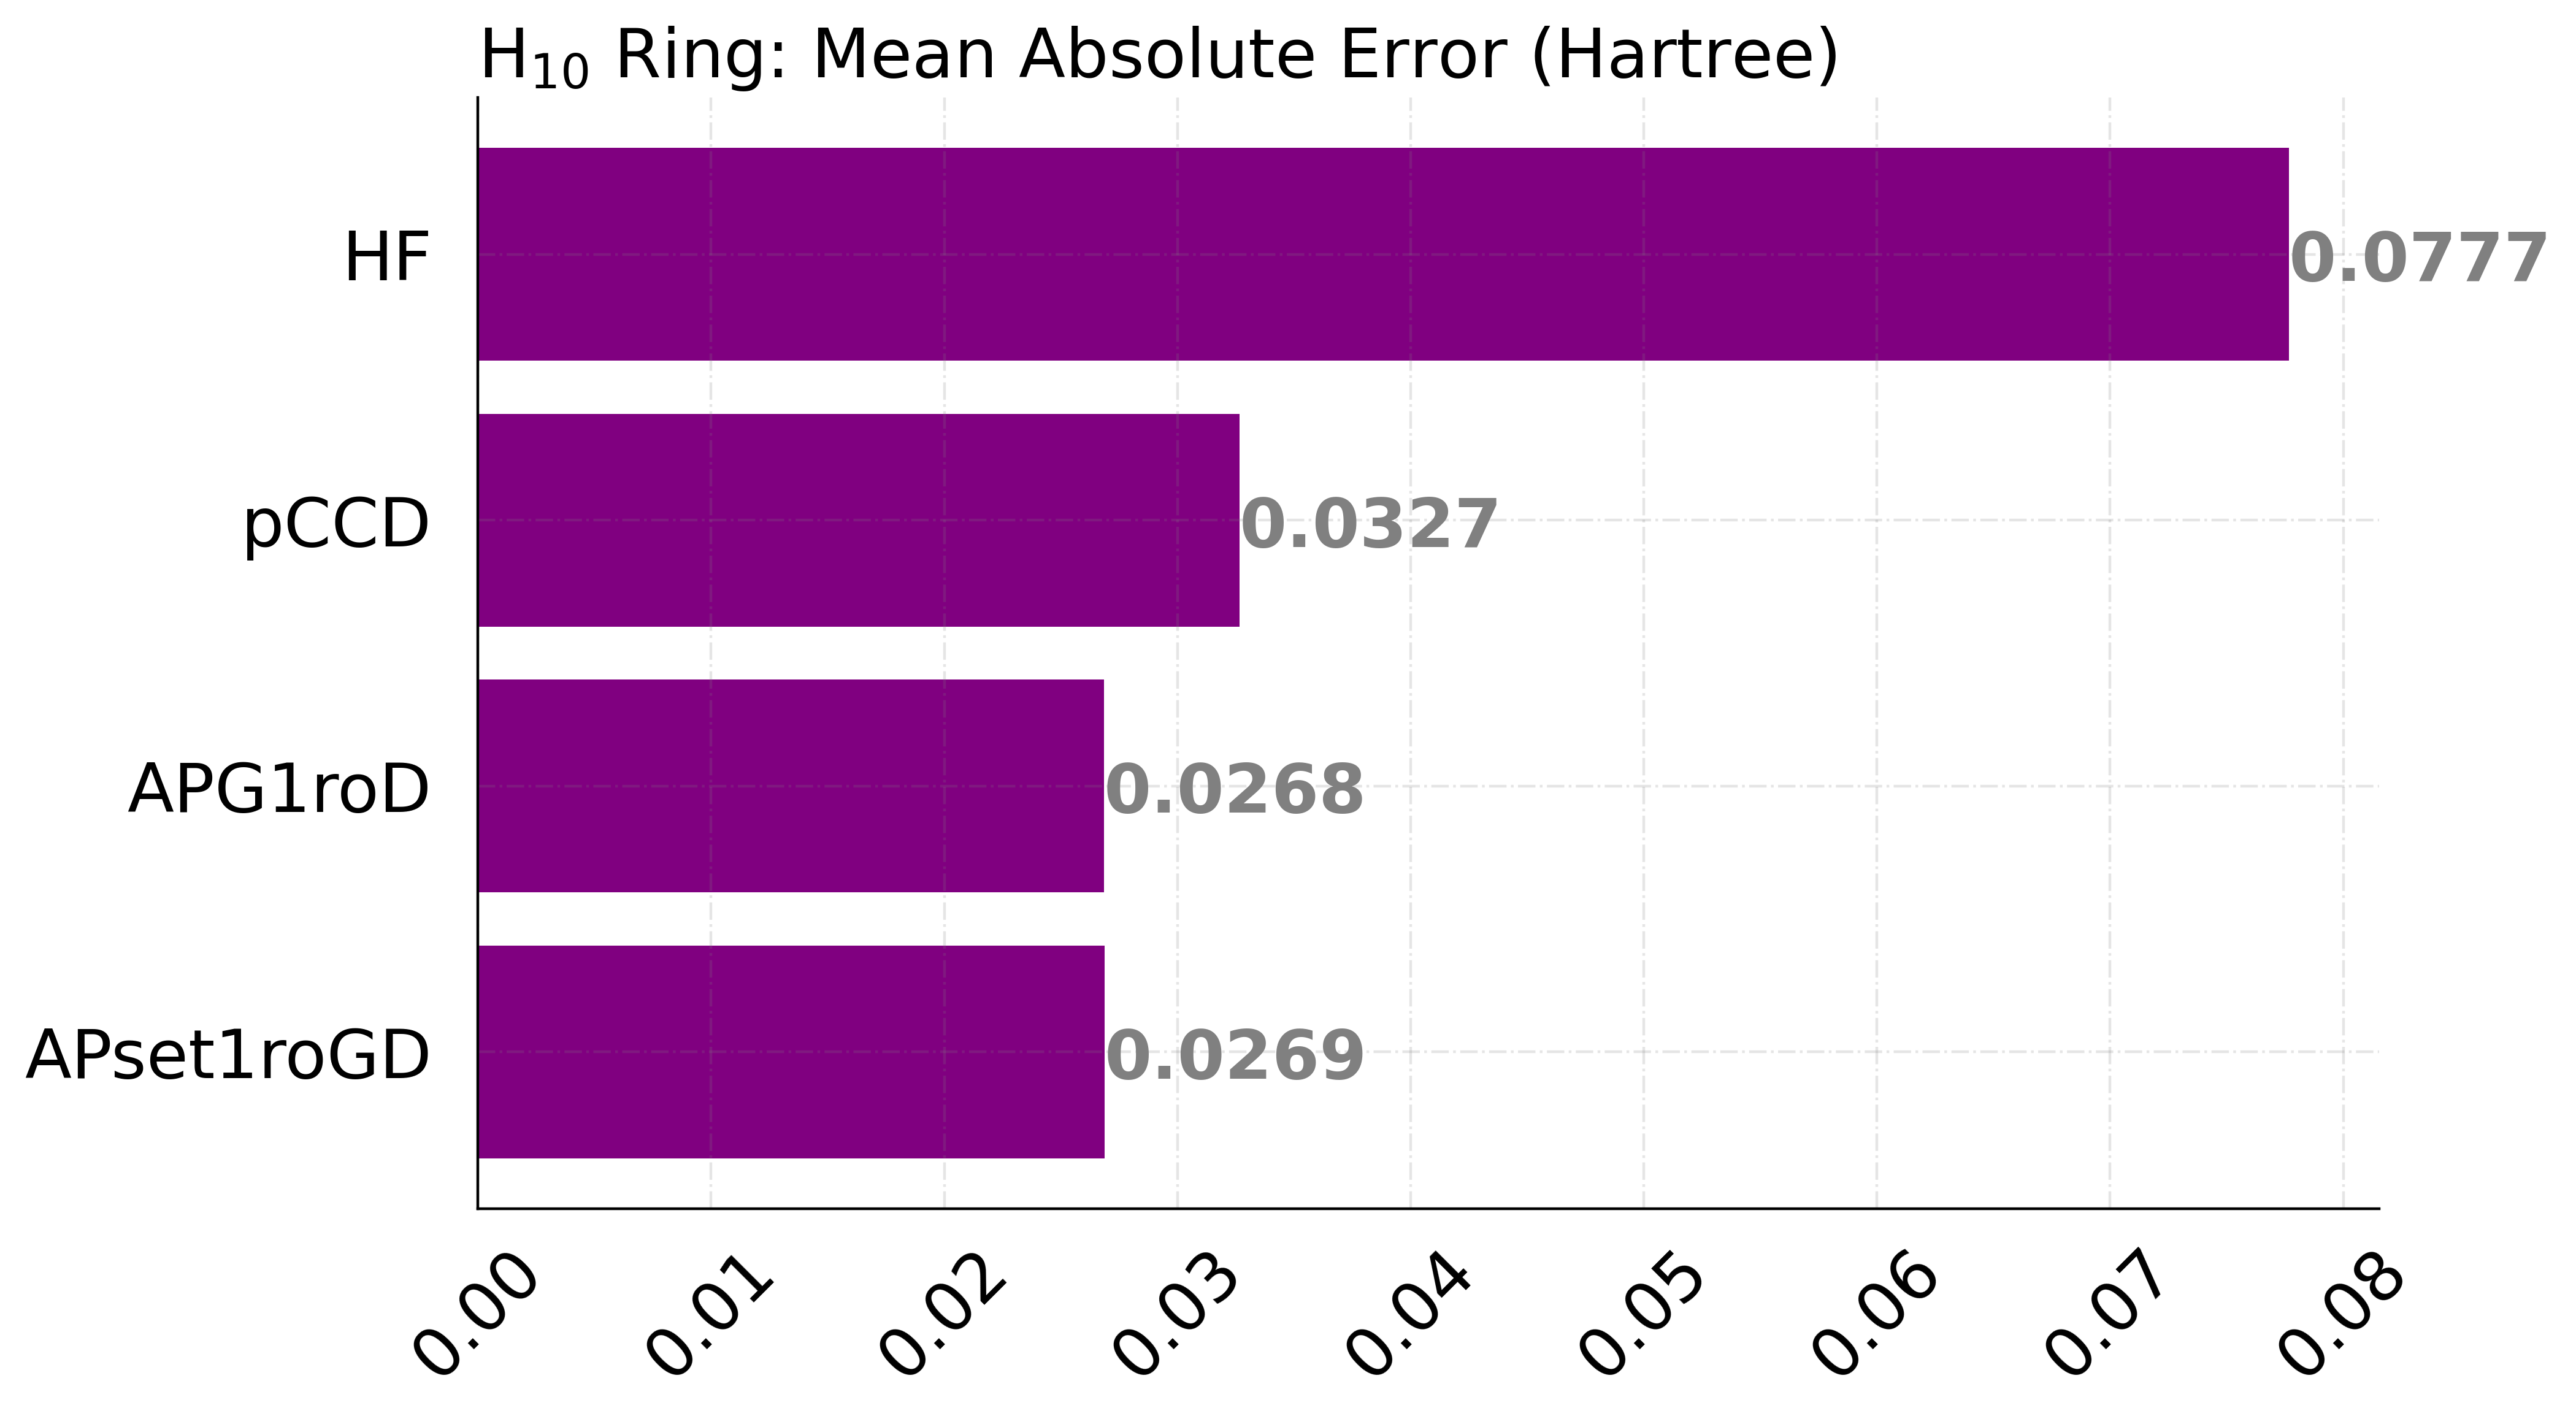 H₁₀ Ring: Mean Absolute Error (Hartree)
HF 0.0777
pCCD 0.0327
APG1roD 0.0268
APset1roGD 0.0269
0.00 0.01 0.02 0.03 0.04 0.05 0.06 0.07 0.08